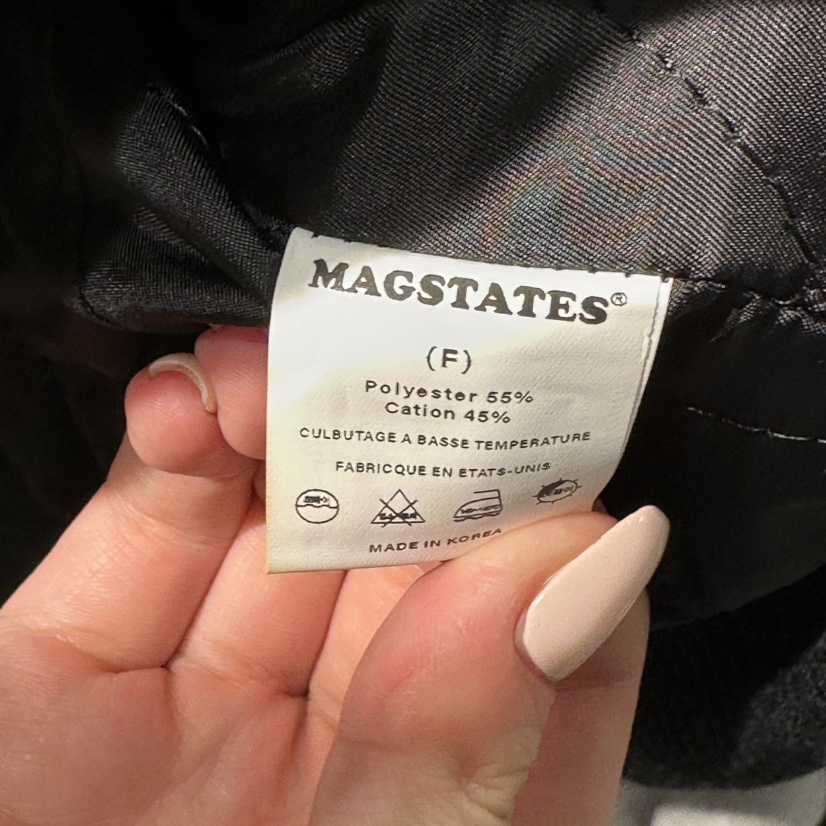 MAGSTATES®
(F)
Polyester 55%
Cation 45%
CULBUTAGE A BASSE TEMPERATURE
FABRICQUE EN ETATS-UNIS
MADE IN KOREA